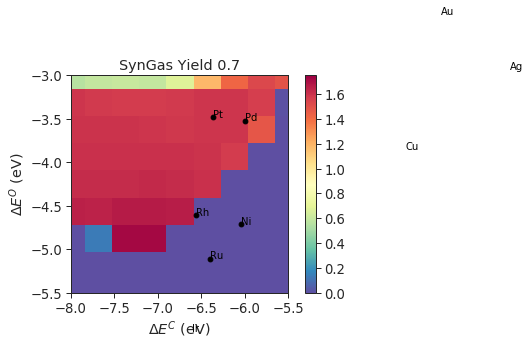 Au
SynGas Yield 0.7
Ag
−3.0
−3.5
−4.0
−4.5
−5.0
−5.5
ΔE^O (eV)
Pt
Pd
Cu
Rh
Ni
Ru
1.6
1.4
1.2
1.0
0.8
0.6
0.4
0.2
0.0
−8.0 −7.5 −7.0 −6.5 −6.0 −5.5
ΔE^C (eV)
Ir